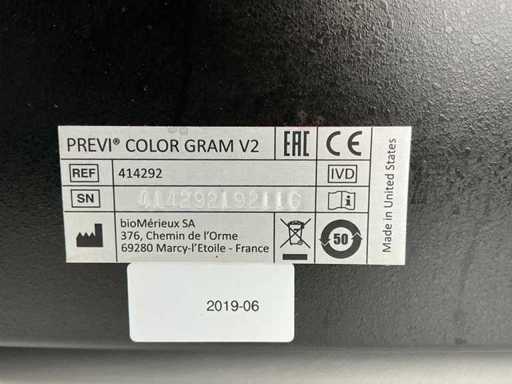 PREVI® COLOR GRAM V2
EAC CE
REF 414292 IVD
SN 414292192116
bioMérieux SA
376, Chemin de l'Orme
69280 Marcy-l'Etoile - France
50
Made in United States
2019-06